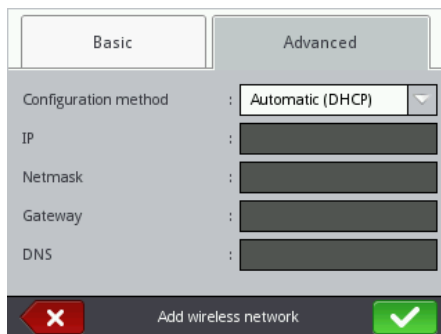 Basic Advanced
Configuration method : Automatic (DHCP)
IP :
Netmask :
Gateway :
DNS :
Add wireless network